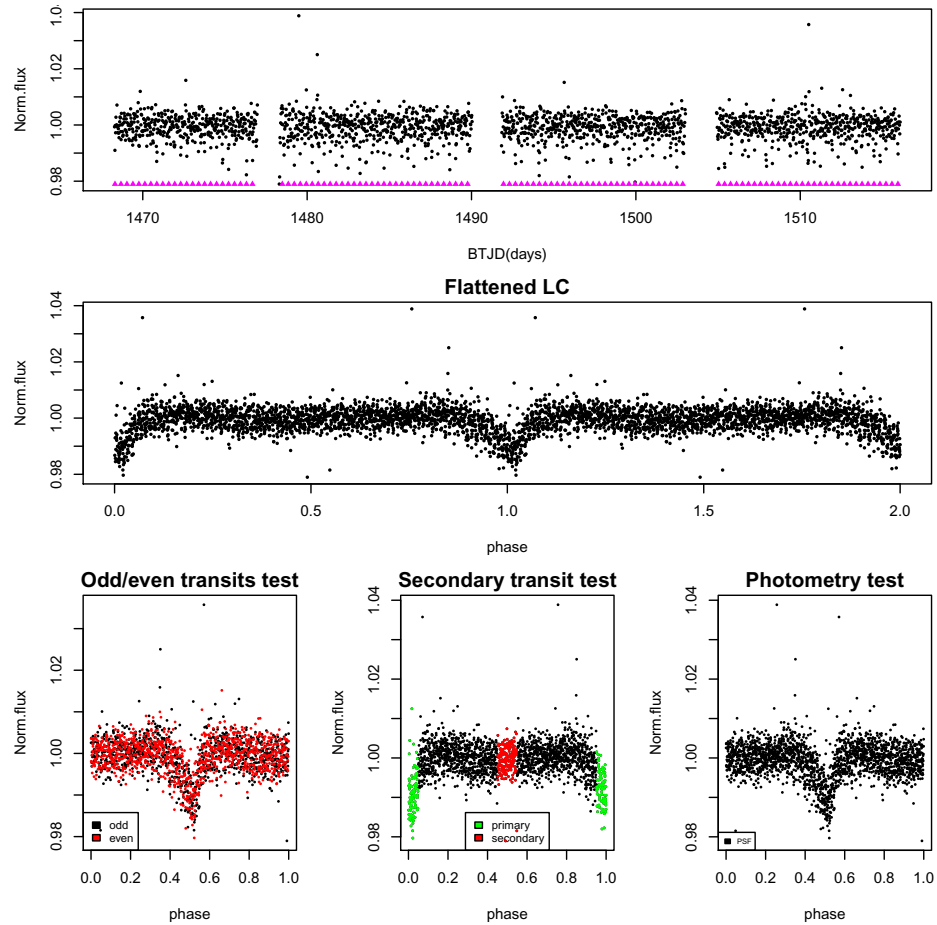 Norm.flux
0.98 1.00 1.02 1.0
1470 1480 1490 1500 1510
BTJD(days)
Flattened LC
Norm.flux
0.98 1.00 1.02 1.04
0.0 0.5 1.0 1.5 2.0
phase
Odd/even transits test
Norm.flux
0.98 1.00 1.02
odd
even
0.0 0.2 0.4 0.6 0.8 1.0
phase
Secondary transit test
Norm.flux
0.98 1.00 1.02 1.04
primary
secondary
0.0 0.2 0.4 0.6 0.8 1.0
phase
Photometry test
Norm.flux
0.98 1.00 1.02 1.04
PSF
0.0 0.2 0.4 0.6 0.8 1.0
phase